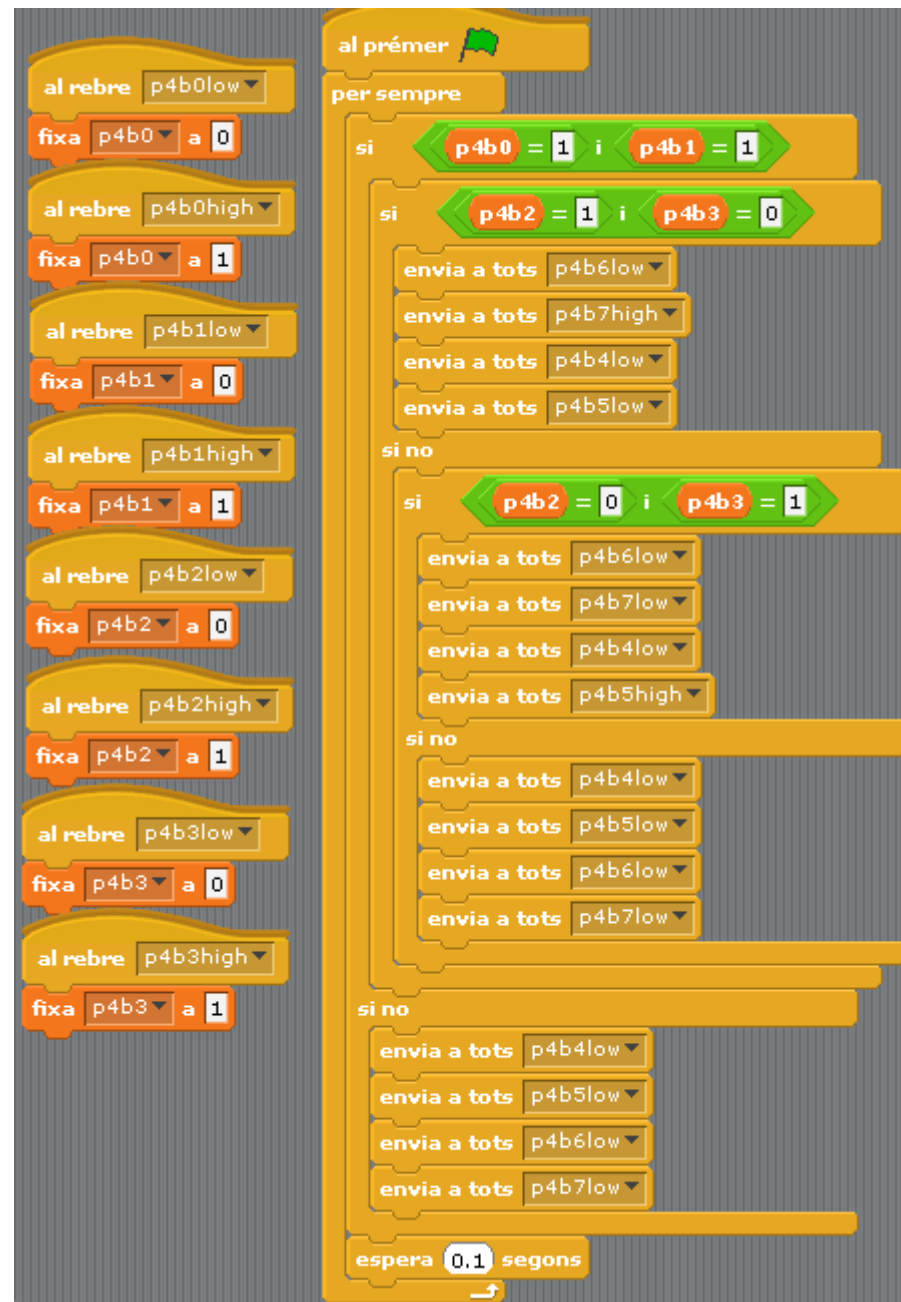 al rebre p4b0low
fixa p4b0 a 0
al rebre p4b0high
fixa p4b0 a 1
al rebre p4b1low
fixa p4b1 a 0
al rebre p4b1high
fixa p4b1 a 1
al rebre p4b2low
fixa p4b2 a 0
al rebre p4b2high
fixa p4b2 a 1
al rebre p4b3low
fixa p4b3 a 0
al rebre p4b3high
fixa p4b3 a 1
al prémer
per sempre
si p4b0 = 1 i p4b1 = 1
si p4b2 = 1 i p4b3 = 0
envia a tots p4b6low
envia a tots p4b7high
envia a tots p4b4low
envia a tots p4b5low
si no
si p4b2 = 0 i p4b3 = 1
envia a tots p4b6low
envia a tots p4b7low
envia a tots p4b4low
envia a tots p4b5high
si no
envia a tots p4b4low
envia a tots p4b5low
envia a tots p4b6low
envia a tots p4b7low
si no
envia a tots p4b4low
envia a tots p4b5low
envia a tots p4b6low
envia a tots p4b7low
espera 0.1 segons